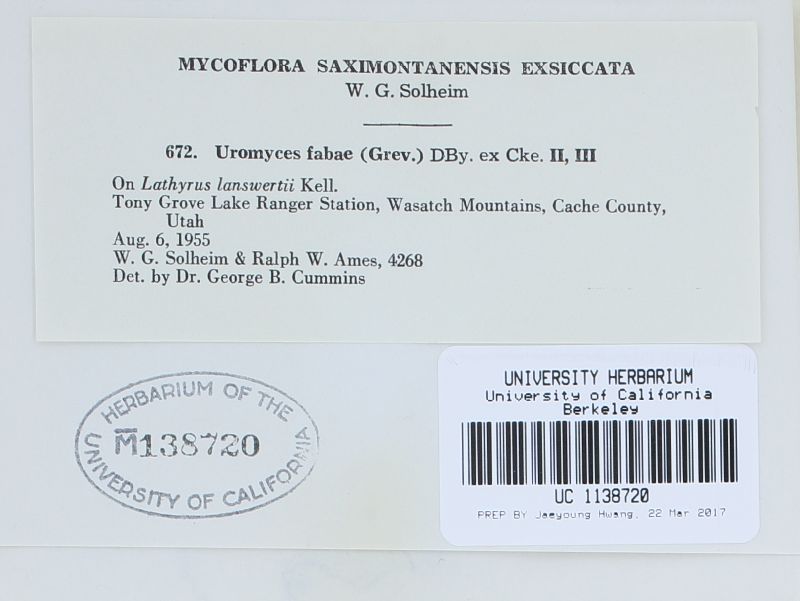 MYCOFLORA SAXIMONTANENSIS EXSICCATA
W. G. Solheim
672. Uromyces fabae (Grev.) DBy. ex Cke. II, III
On Lathyrus lanswertii Kell.
Tony Grove Lake Ranger Station, Wasatch Mountains, Cache County,
Utah
Aug. 6, 1955
W. G. Solheim & Ralph W. Ames, 4268
Det. by Dr. George B. Cummins
HERBARIUM OF THE
M138720
UNIVERSITY OF CALIFORNIA
UNIVERSITY HERBARIUM
University of California
Berkeley
UC 1138720
PREP BY Jaeyoung Hwang, 22 Mar 2017